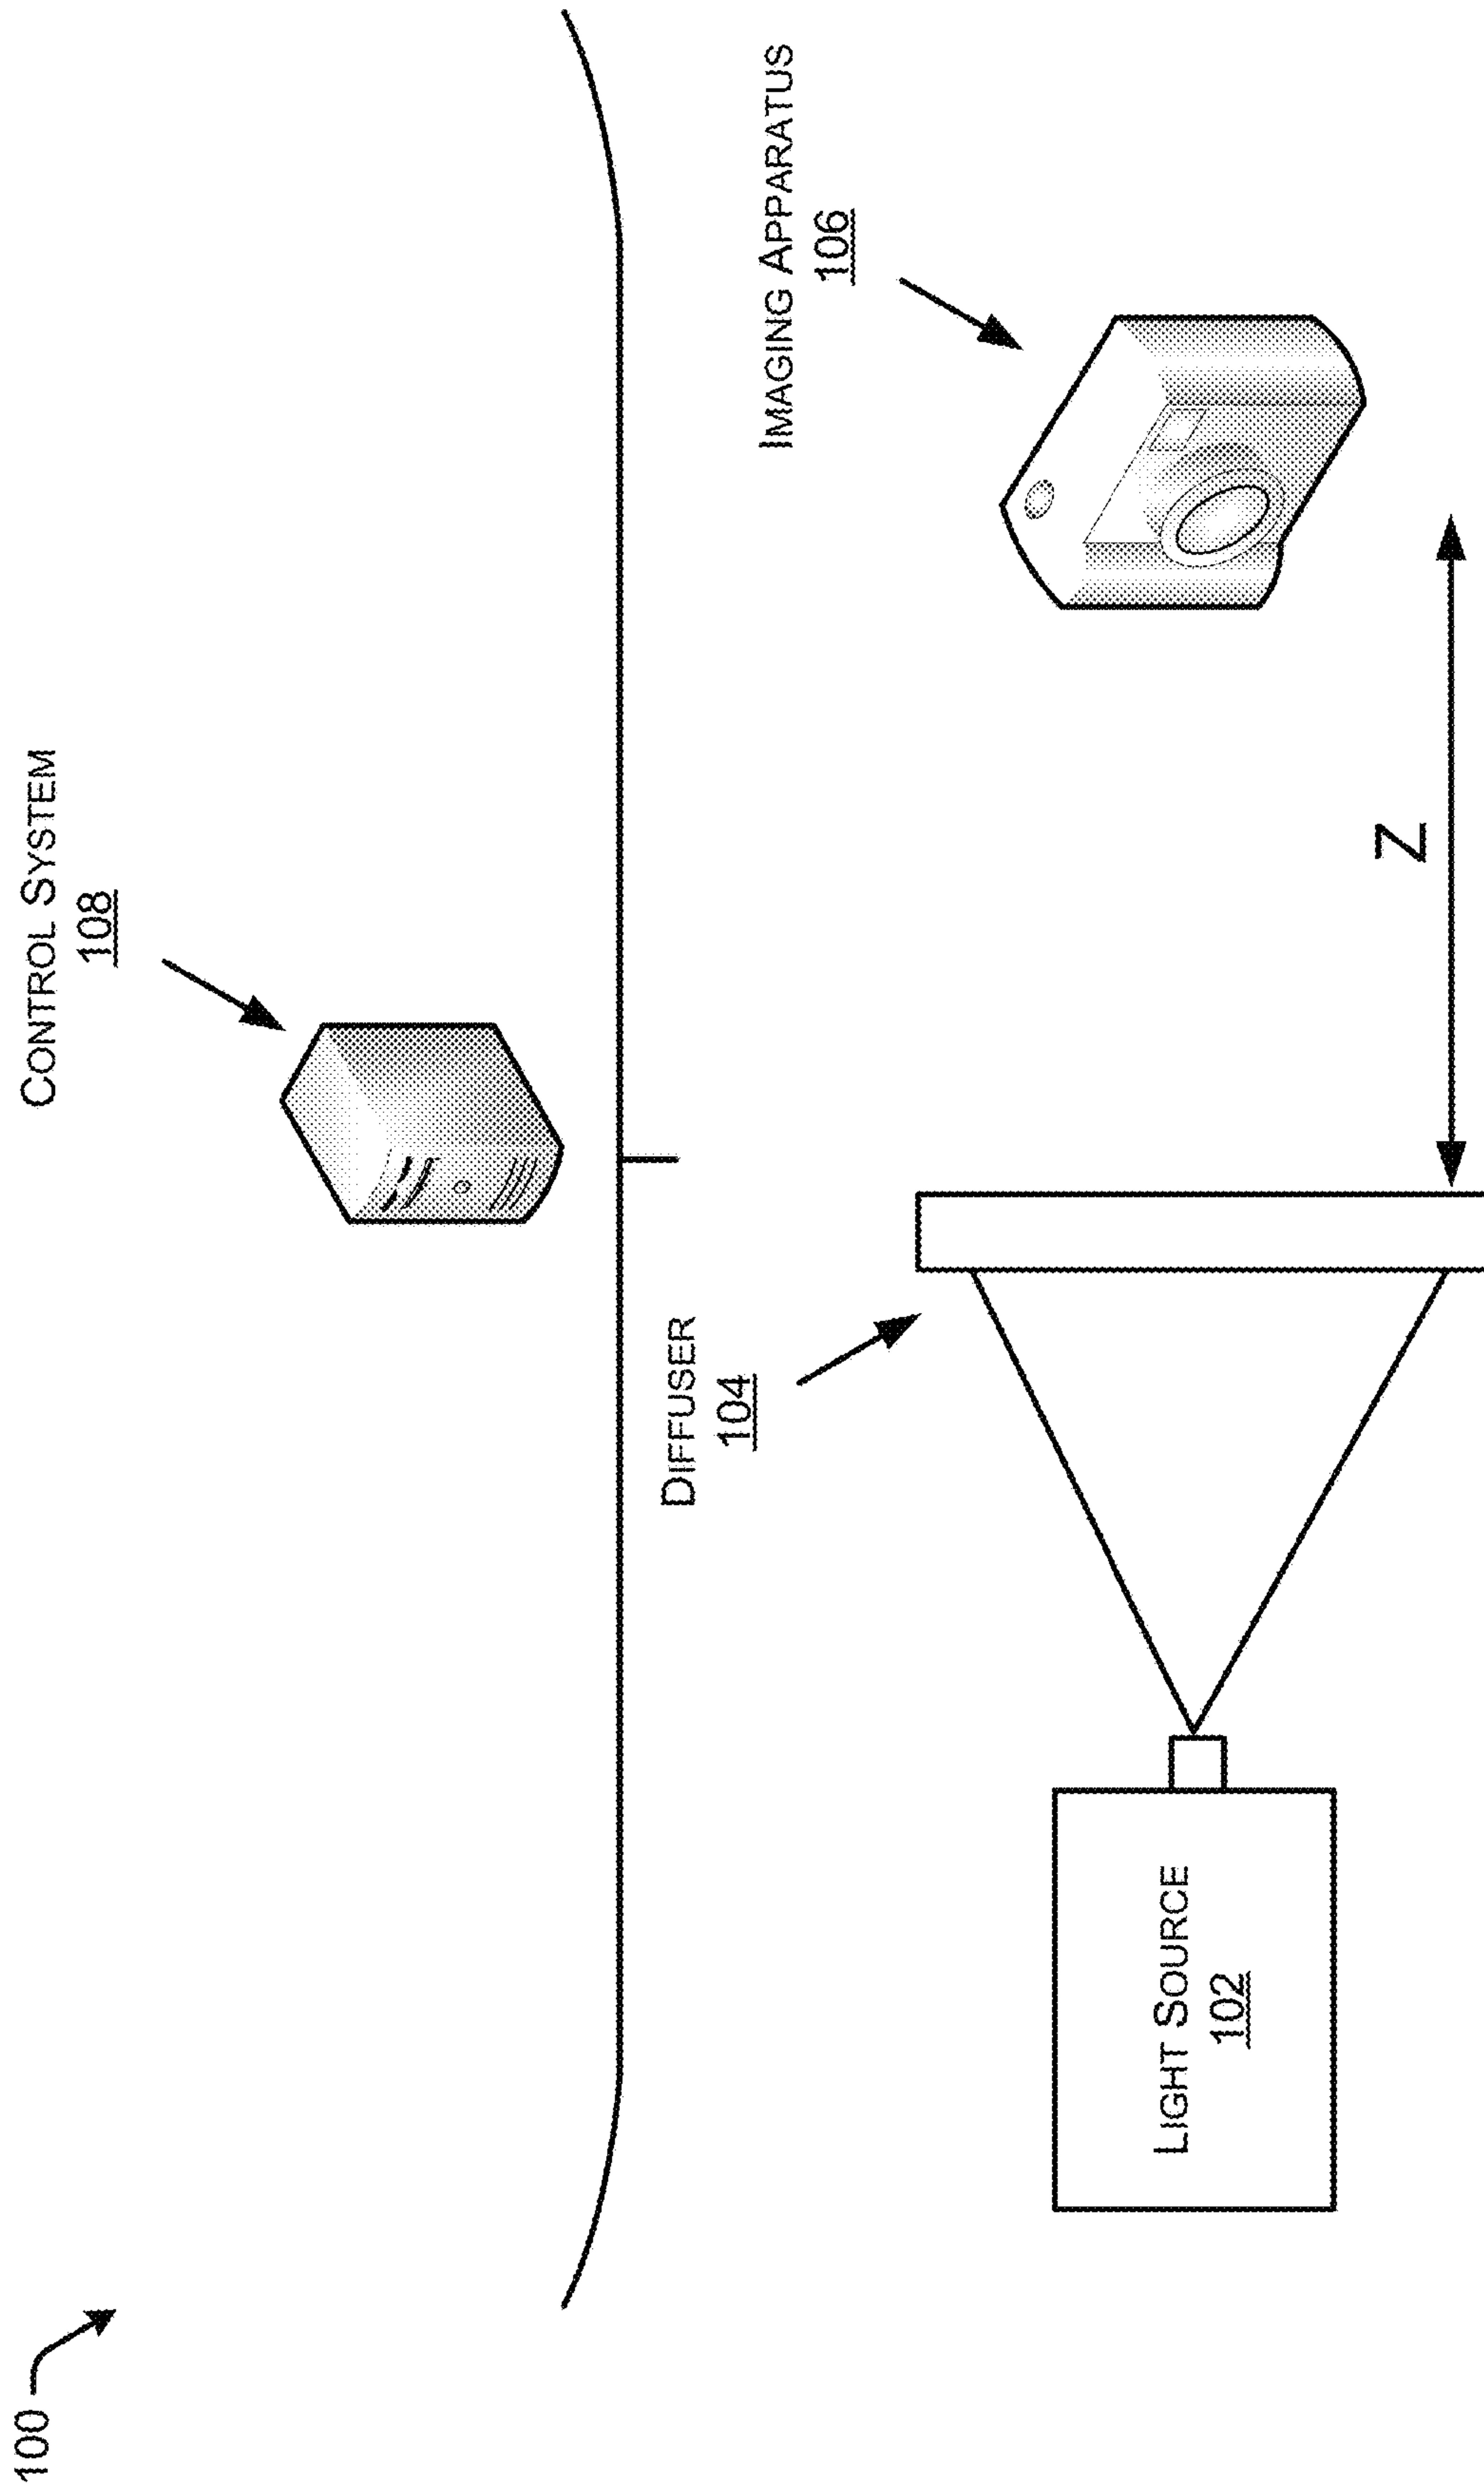 100
CONTROL SYSTEM
108
IMAGING APPARATUS
106
DIFFUSER
104
LIGHT SOURCE
102
Z